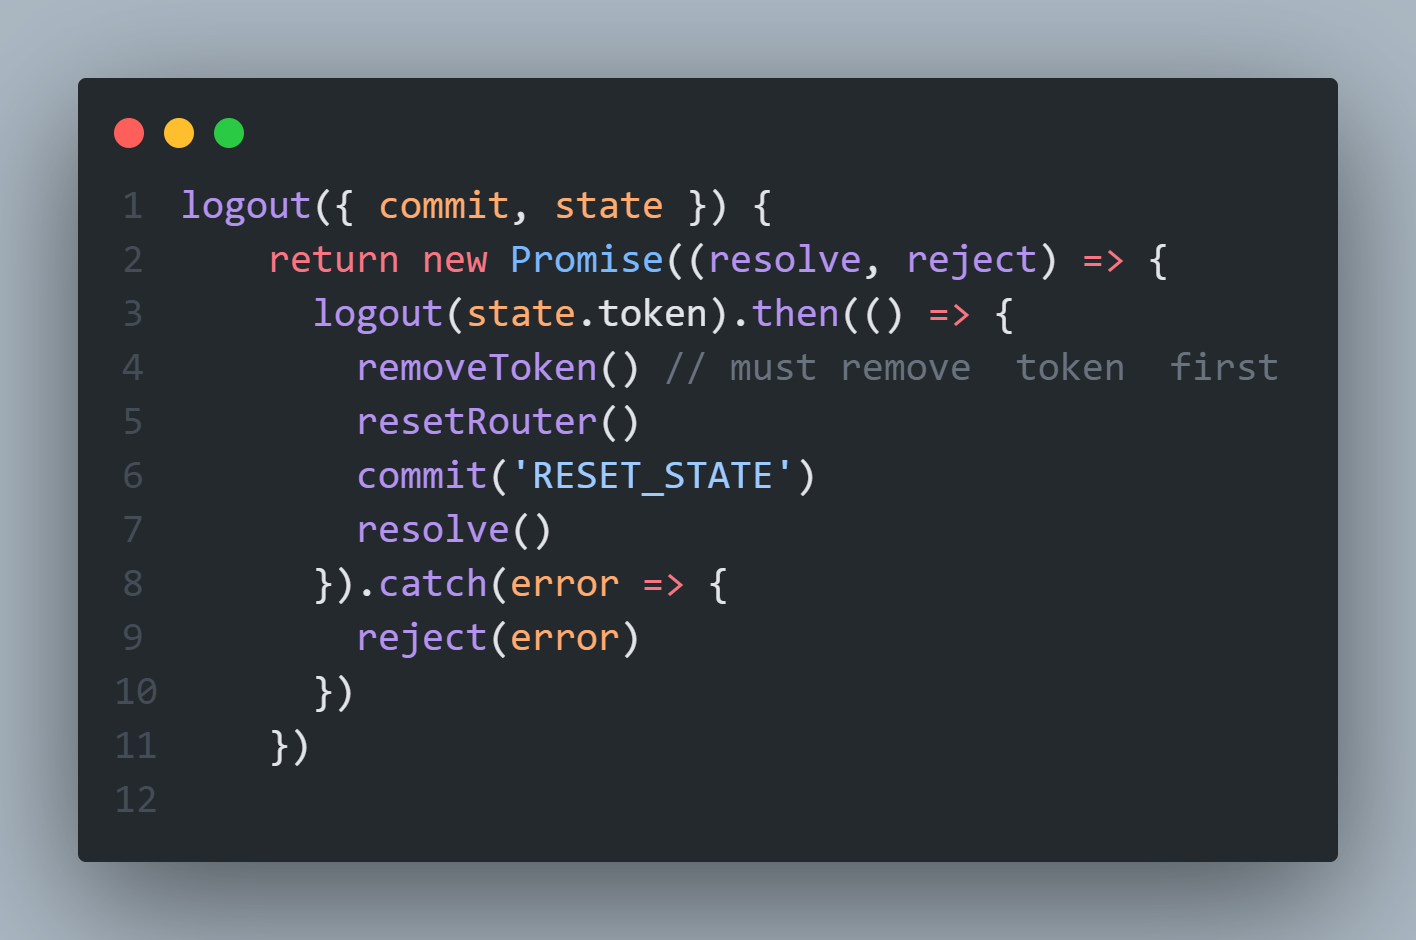 1 logout({ commit, state }) {
2     return new Promise((resolve, reject) => {
3       logout(state.token).then(() => {
4         removeToken() // must remove  token  first
5         resetRouter()
6         commit('RESET_STATE')
7         resolve()
8       }).catch(error => {
9         reject(error)
10       })
11     })
12